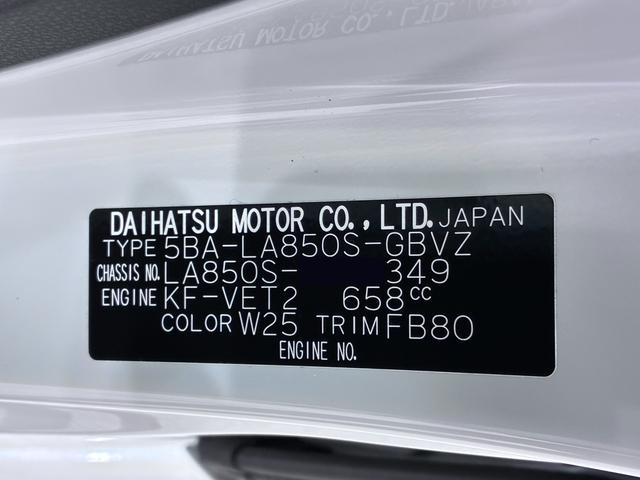 DAIHATSU MOTOR CO., LTD. JAPAN
TYPE 5BA-LA850S-GBVZ
CHASSIS NO. LA850S- 349
ENGINE KF-VET2 658cc
COLOR W25 TRIM FB80
ENGINE NO.